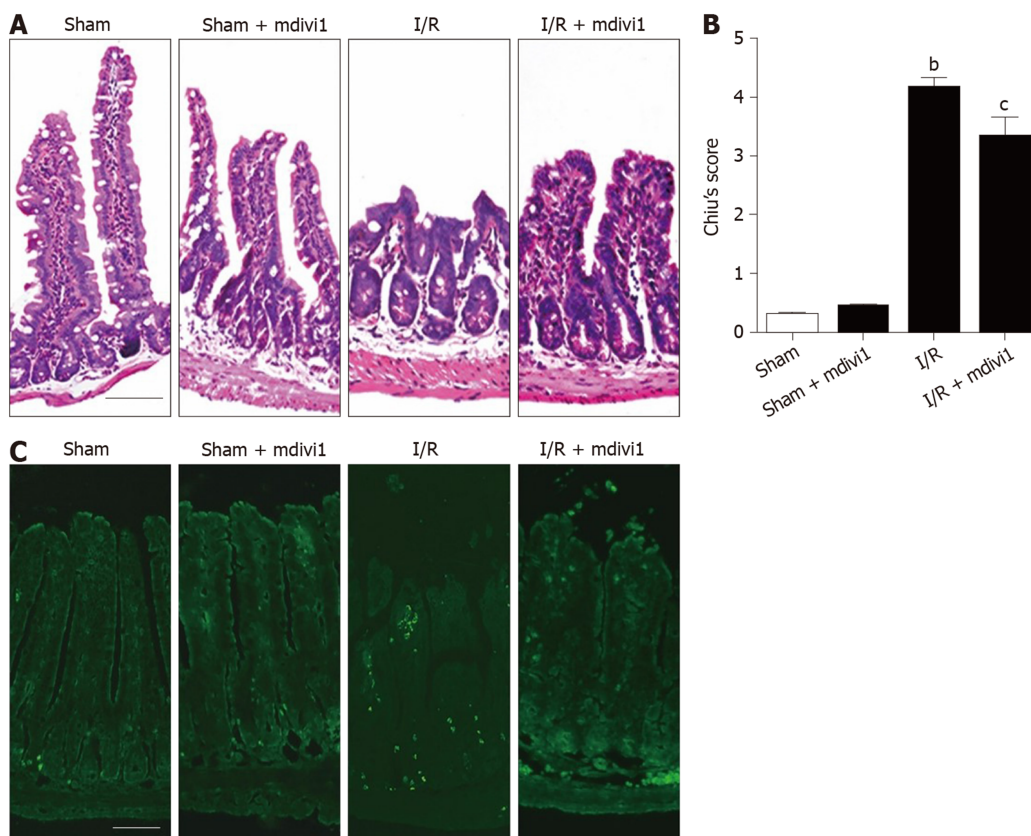 A
Sham
Sham + mdivi1
I/R
I/R + mdivi1
B
5
4
3
2
1
0
Chiu's score
b
c
Sham
Sham + mdivi1
I/R
I/R + mdivi1
C
Sham
Sham + mdivi1
I/R
I/R + mdivi1